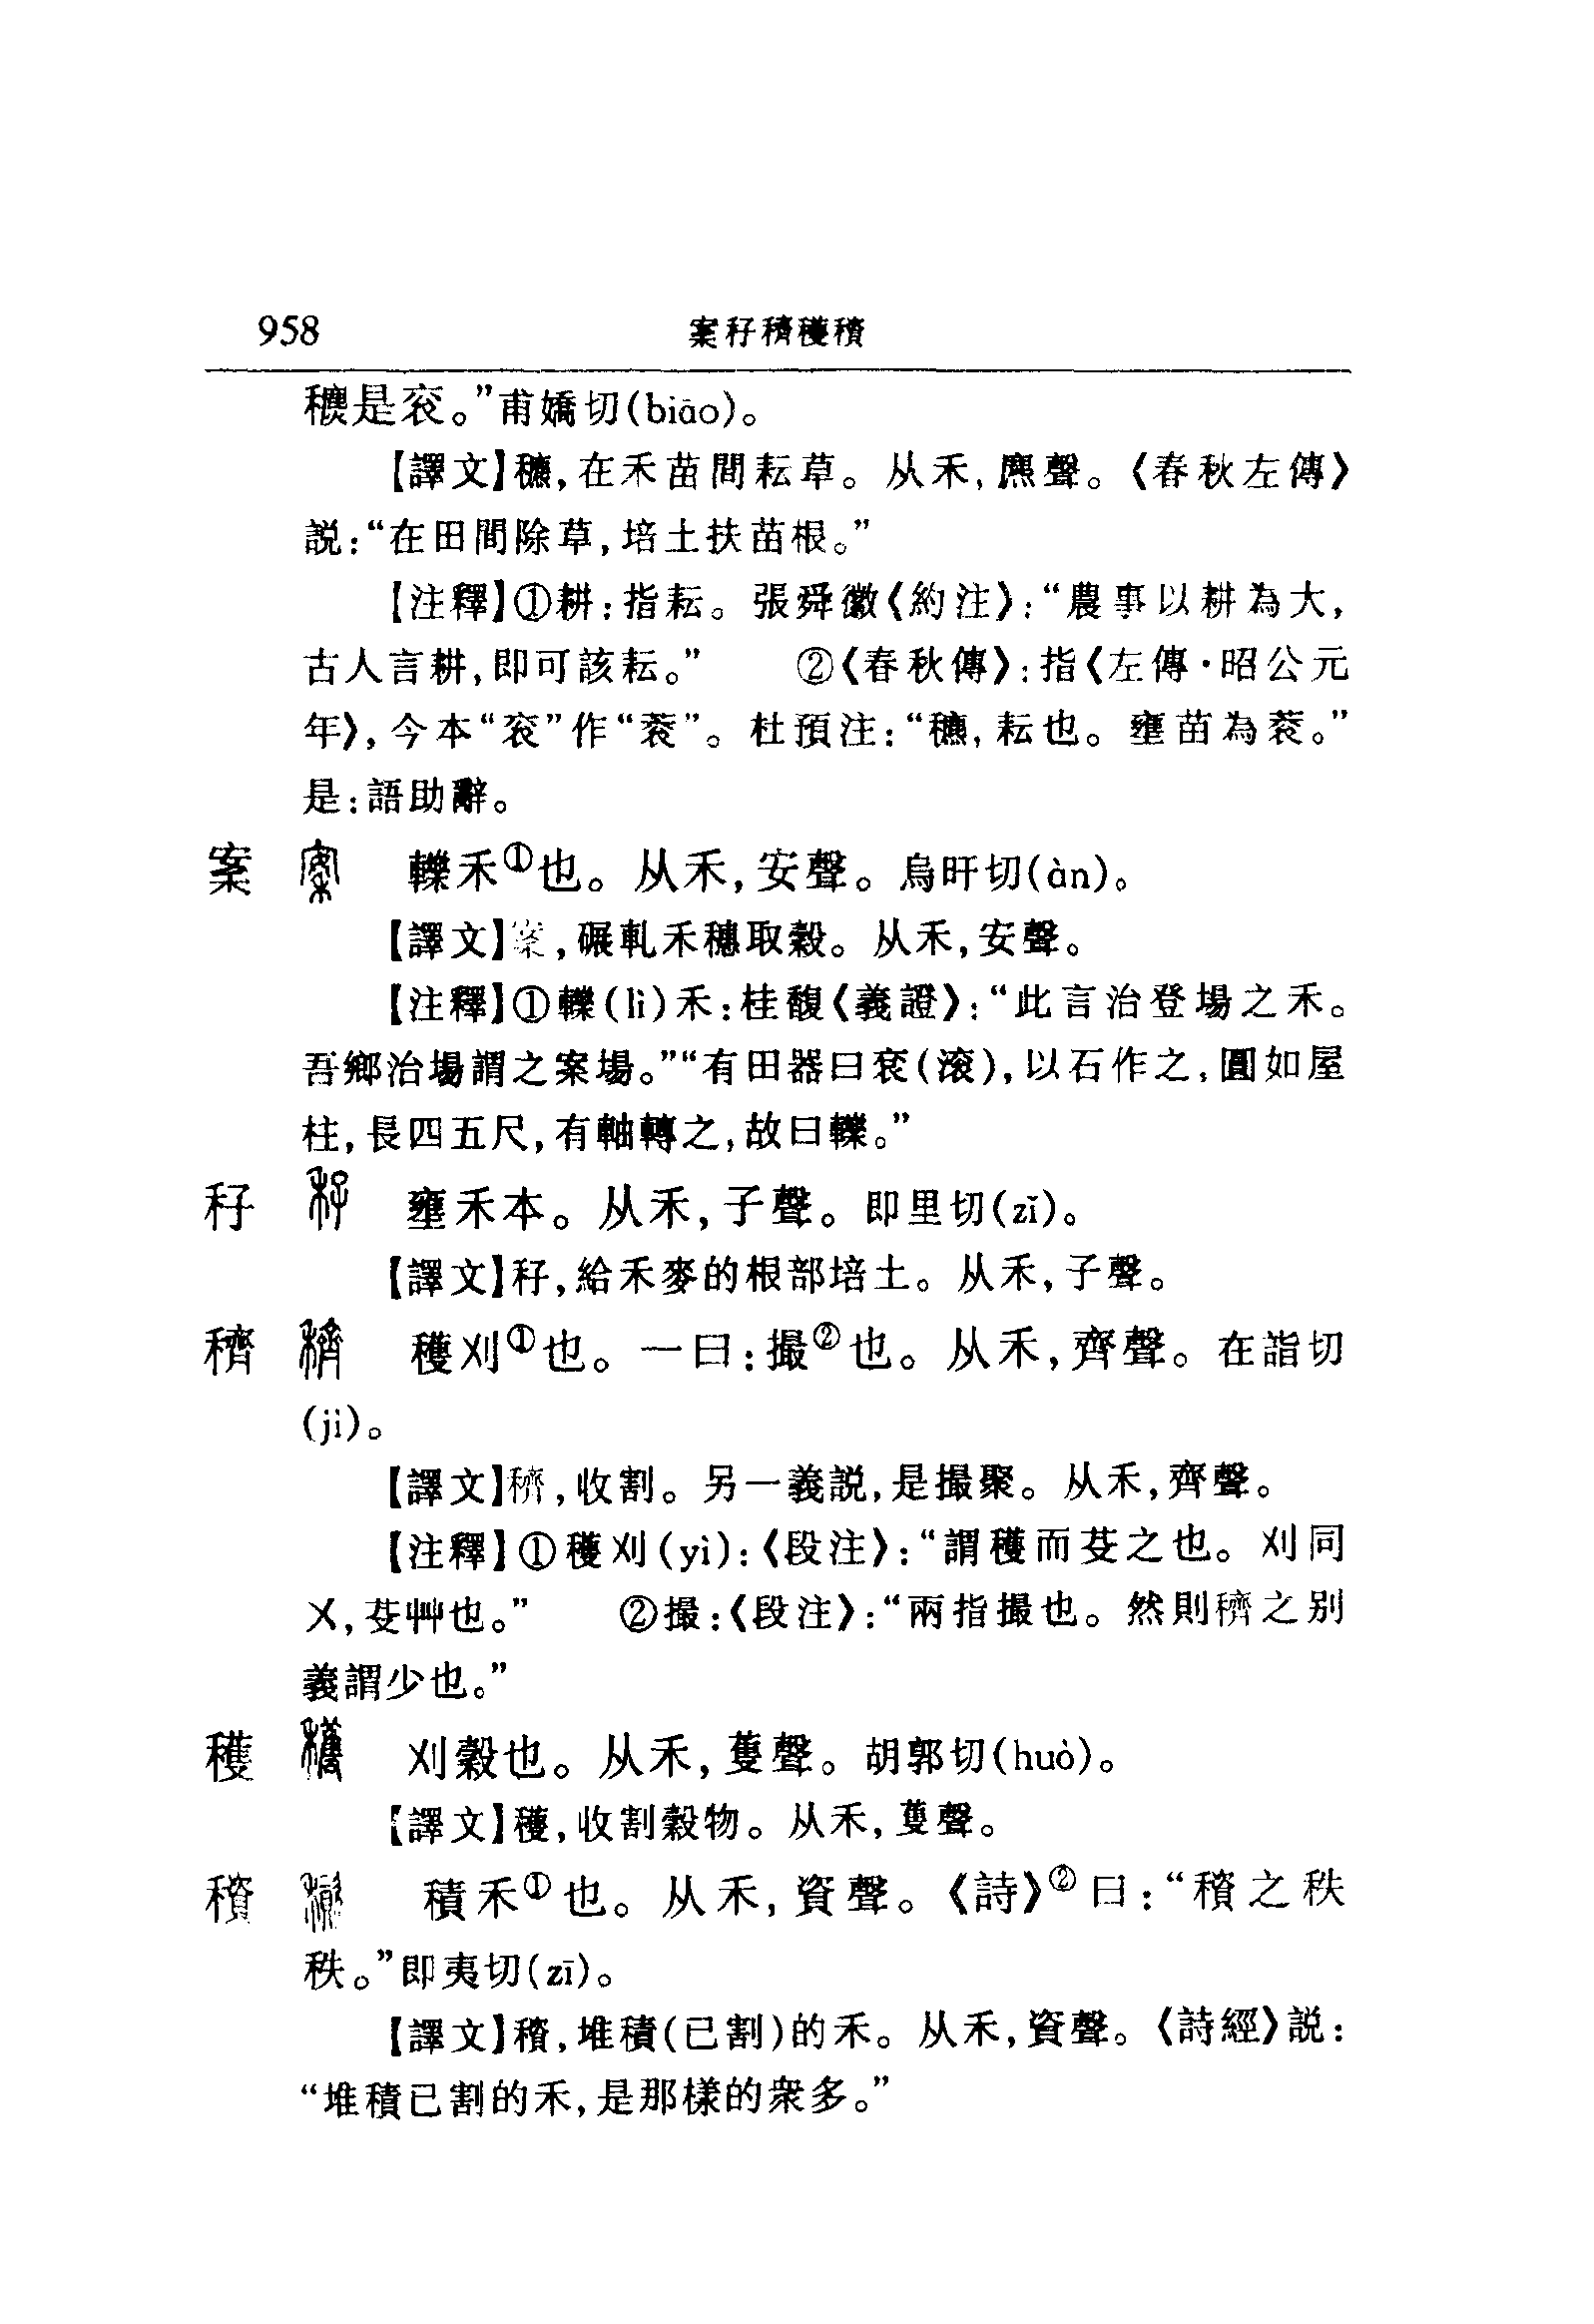 958 案秄穧穫䆅
穮是衮。”甫嬌切(biāo)。
【譯文】穮,在禾苗間耘草。从禾,麃聲。《春秋左傳》
説:“在田間除草,培土扶苗根。”
【注釋】①耕:指耘。張舜徽《約注》:“農事以耕為大,
古人言耕,即可該耘。” ②《春秋傳》:指《左傳·昭公元
年》,今本“衮”作“蔉”。杜預注:“穮,耘也。壅苗為蔉。”
是:語助辭。
案 轢禾①也。从禾,安聲。烏旰切(àn)。
【譯文】案,碾軋禾穗取穀。从禾,安聲。
【注釋】①轢(lì)禾:桂馥《義證》:“此言治登場之禾。
吾鄉治場謂之案場。”“有田器曰衮(滚),以石作之,圓如屋
柱,長四五尺,有軸轉之,故曰轢。”
秄 壅禾本。从禾,子聲。即里切(zǐ)。
【譯文】秄,給禾麥的根部培土。从禾,子聲。
穧 穫刈①也。一曰:撮②也。从禾,齊聲。在詣切
(jì)。
【譯文】穧,收割。另一義説,是撮聚。从禾,齊聲。
【注釋】①穫刈(yì):《段注》:“謂穫而芟之也。刈同
乂,芟艸也。” ②撮:《段注》:“兩指撮也。然則穧之别
義謂少也。”
穫 刈穀也。从禾,蒦聲。胡郭切(huò)。
【譯文】穫,收割穀物。从禾,蒦聲。
䆅 積禾①也。从禾,資聲。《詩》②曰:“䆅之秩
秩。”即夷切(zī)。
【譯文】䆅,堆積(已割)的禾。从禾,資聲。《詩經》説:
“堆積已割的禾,是那樣的衆多。”